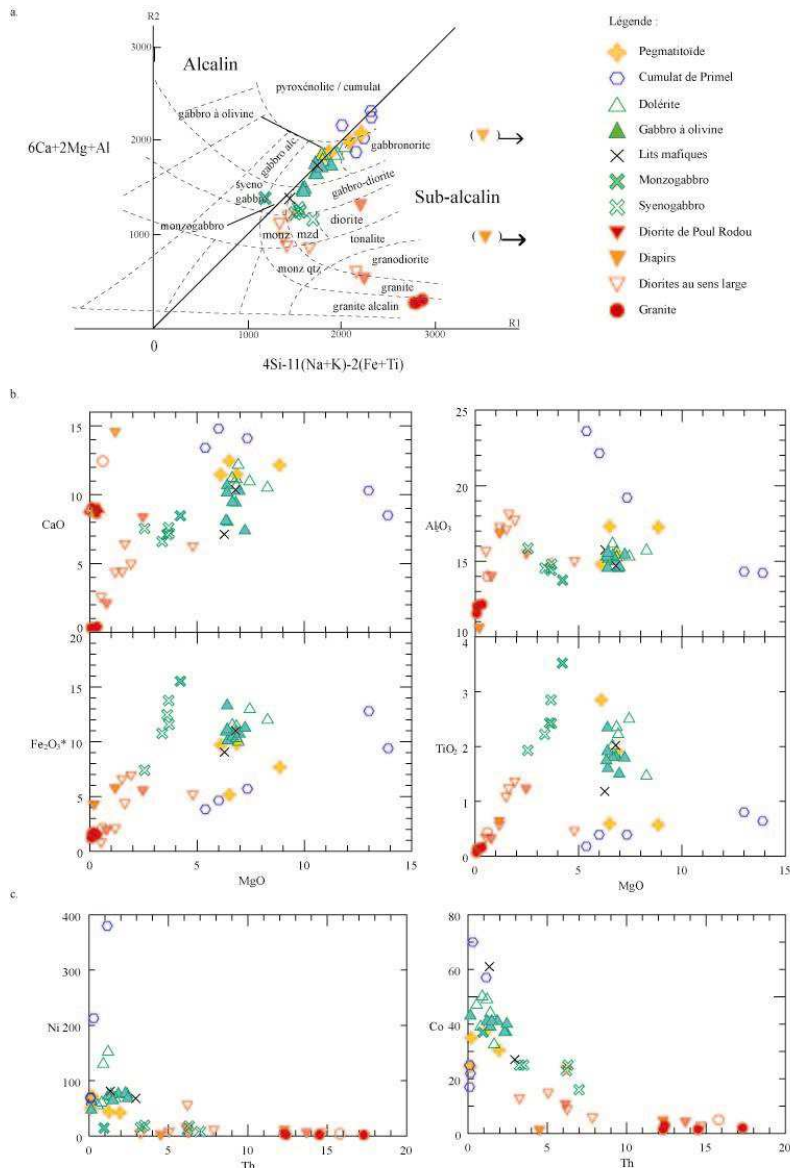 a.
R2
3000
2000
1000
6Ca+2Mg+Al
Alcalin
pyroxénolite / cumulat
gabbro à olivine
gabbro alc
gabbronorite
syeno
gabbro
gabbro-diorite
Sub-alcalin
monzogabbro
diorite
monz
mzd
tonalite
monz qtz
granodiorite
granite
granite alcalin
0
1000
2000
3000
R1
4Si-11(Na+K)-2(Fe+Ti)
Légende :
Pegmatitoïde
Cumulat de Primel
Dolérite
Gabbro à olivine
Lits mafiques
Monzogabbro
Syenogabbro
Diorite de Poul Rodou
Diapirs
Diorites au sens large
Granite
b.
15
10
CaO
5
0
25
20
Al2O3
15
10
20
15
Fe2O3*
10
5
0
0 5 10 15
MgO
4
3
TiO2
2
1
0
0 5 10 15
MgO
c.
400
300
Ni 200
100
0
0 5 10 15 20
Th
80
60
Co 40
20
0
0 5 10 15 20
Th